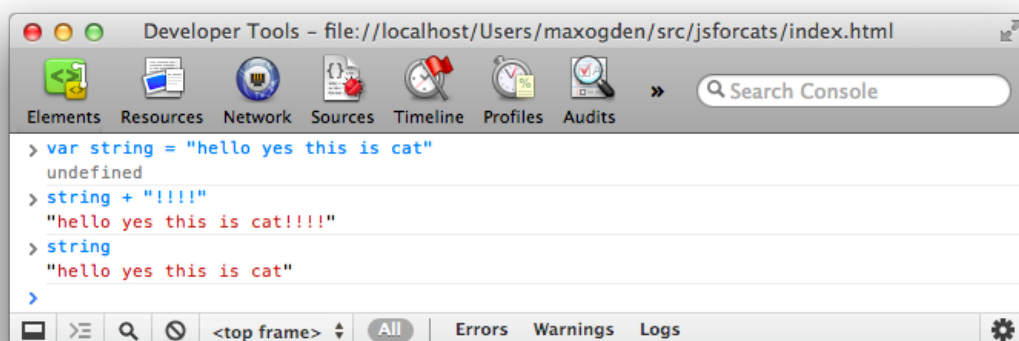 Developer Tools - file://localhost/Users/maxogden/src/jsforcats/index.html
Elements Resources Network Sources Timeline Profiles Audits » Search Console
> var string = "hello yes this is cat"
undefined
> string + "!!!!"
"hello yes this is cat!!!!"
> string
"hello yes this is cat"
>
<top frame> All Errors Warnings Logs